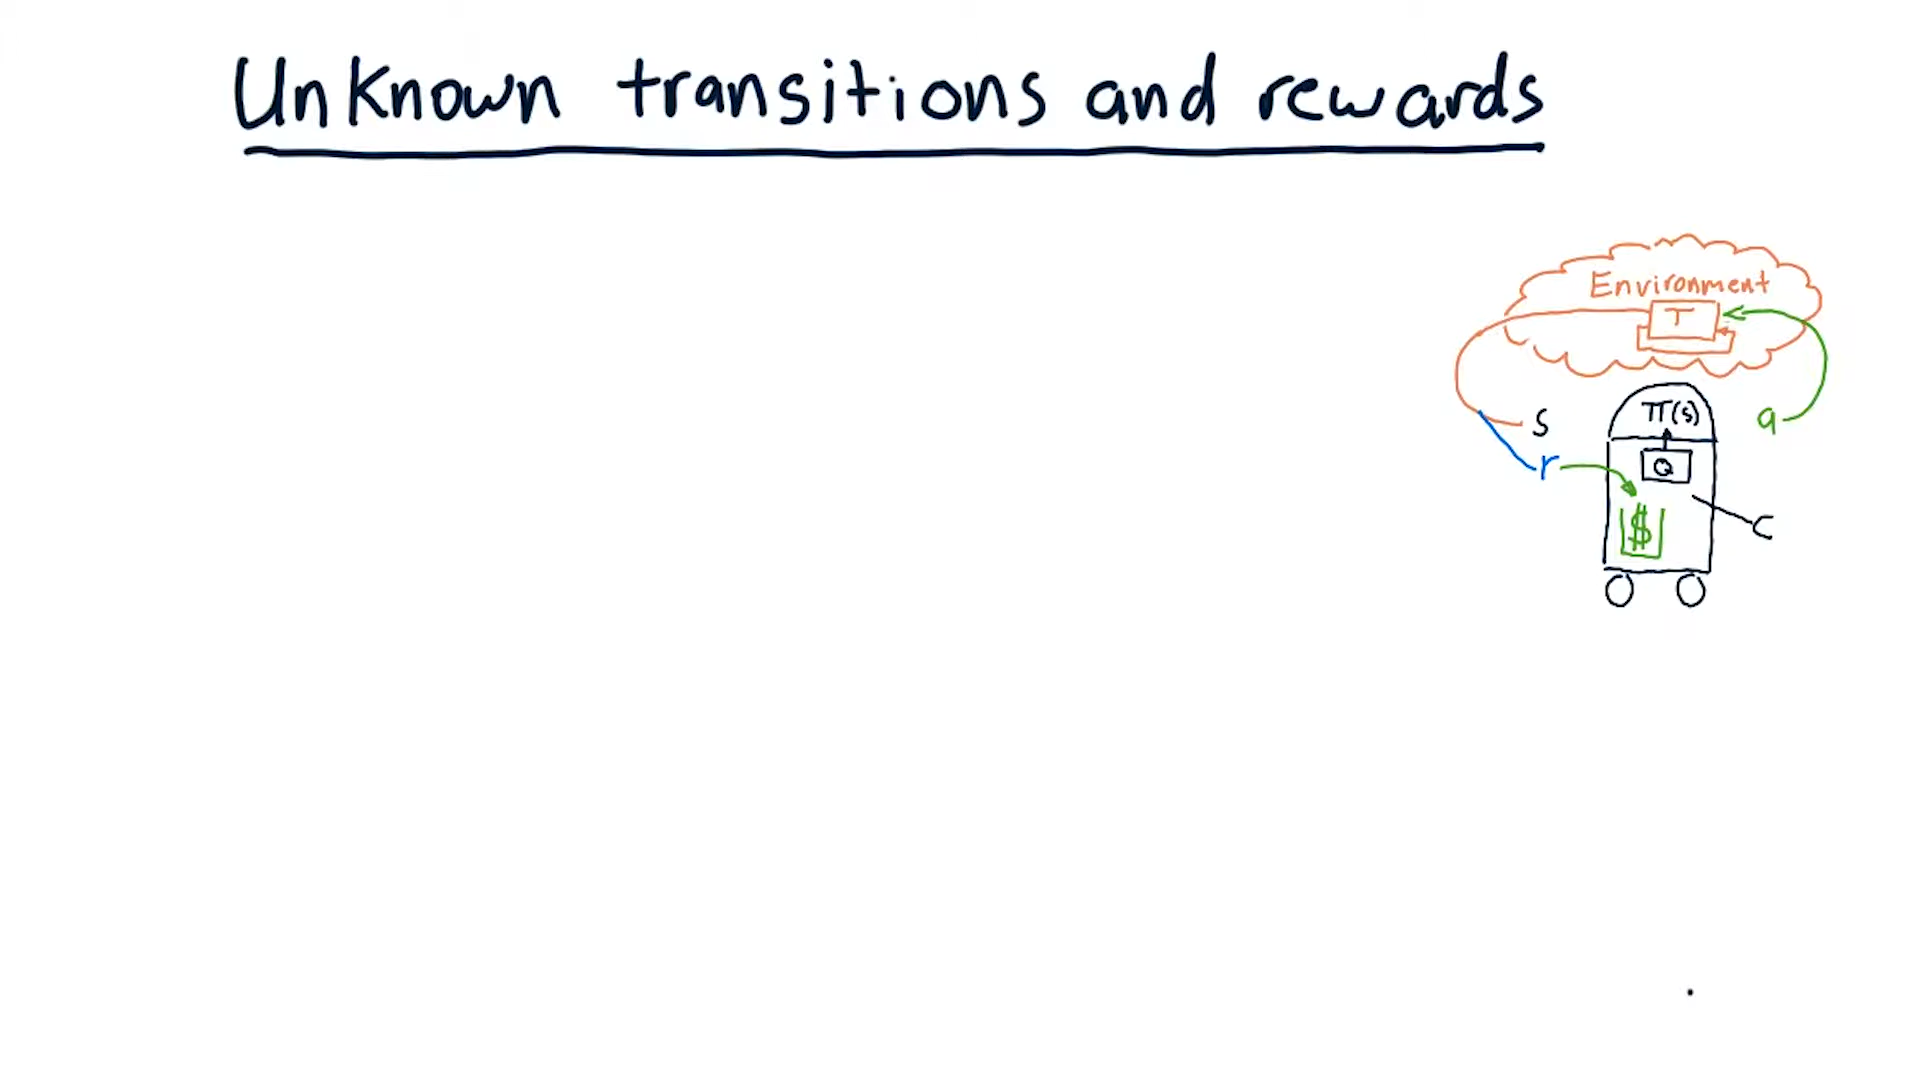 Unknown transitions and rewards
Environment
T
π(s)
s
a
r
Q
$
C